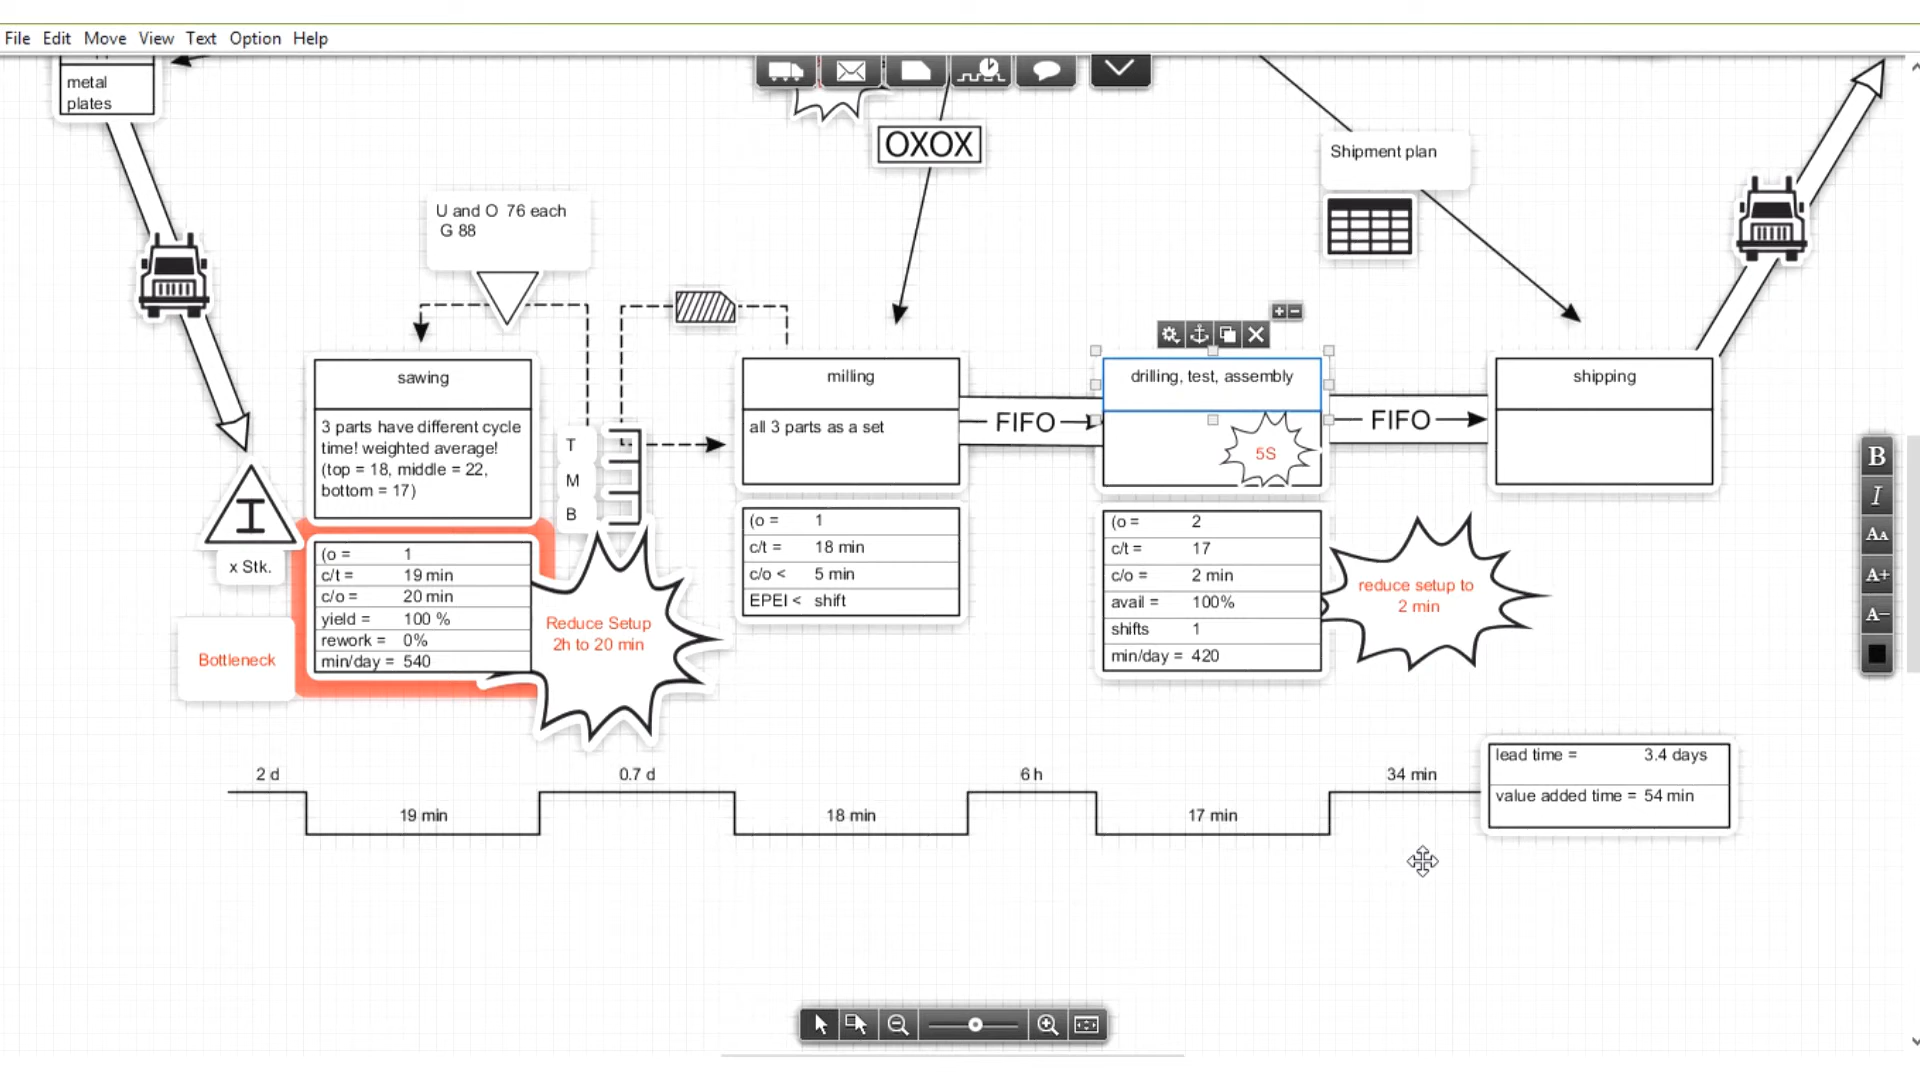 File Edit Move View Text Option Help
metal
plates
OXOX
Shipment plan
U and O 76 each
G 88
sawing
3 parts have different cycle
time! weighted average!
(top = 18, middle = 22,
bottom = 17)
T
M
B
milling
all 3 parts as a set
FIFO
drilling, test, assembly
5S
FIFO
shipping
I
x Stk.
Bottleneck
(o = 1
c/t = 19 min
c/o = 20 min
yield = 100 %
rework = 0%
min/day = 540
Reduce Setup
2h to 20 min
(o = 1
c/t = 18 min
c/o < 5 min
EPEI < shift
(o = 2
c/t = 17
c/o = 2 min
avail = 100%
shifts 1
min/day = 420
reduce setup to
2 min
B
I
AA
A+
A-
2 d
0.7 d
6 h
34 min
19 min
18 min
17 min
lead time = 3.4 days
value added time = 54 min